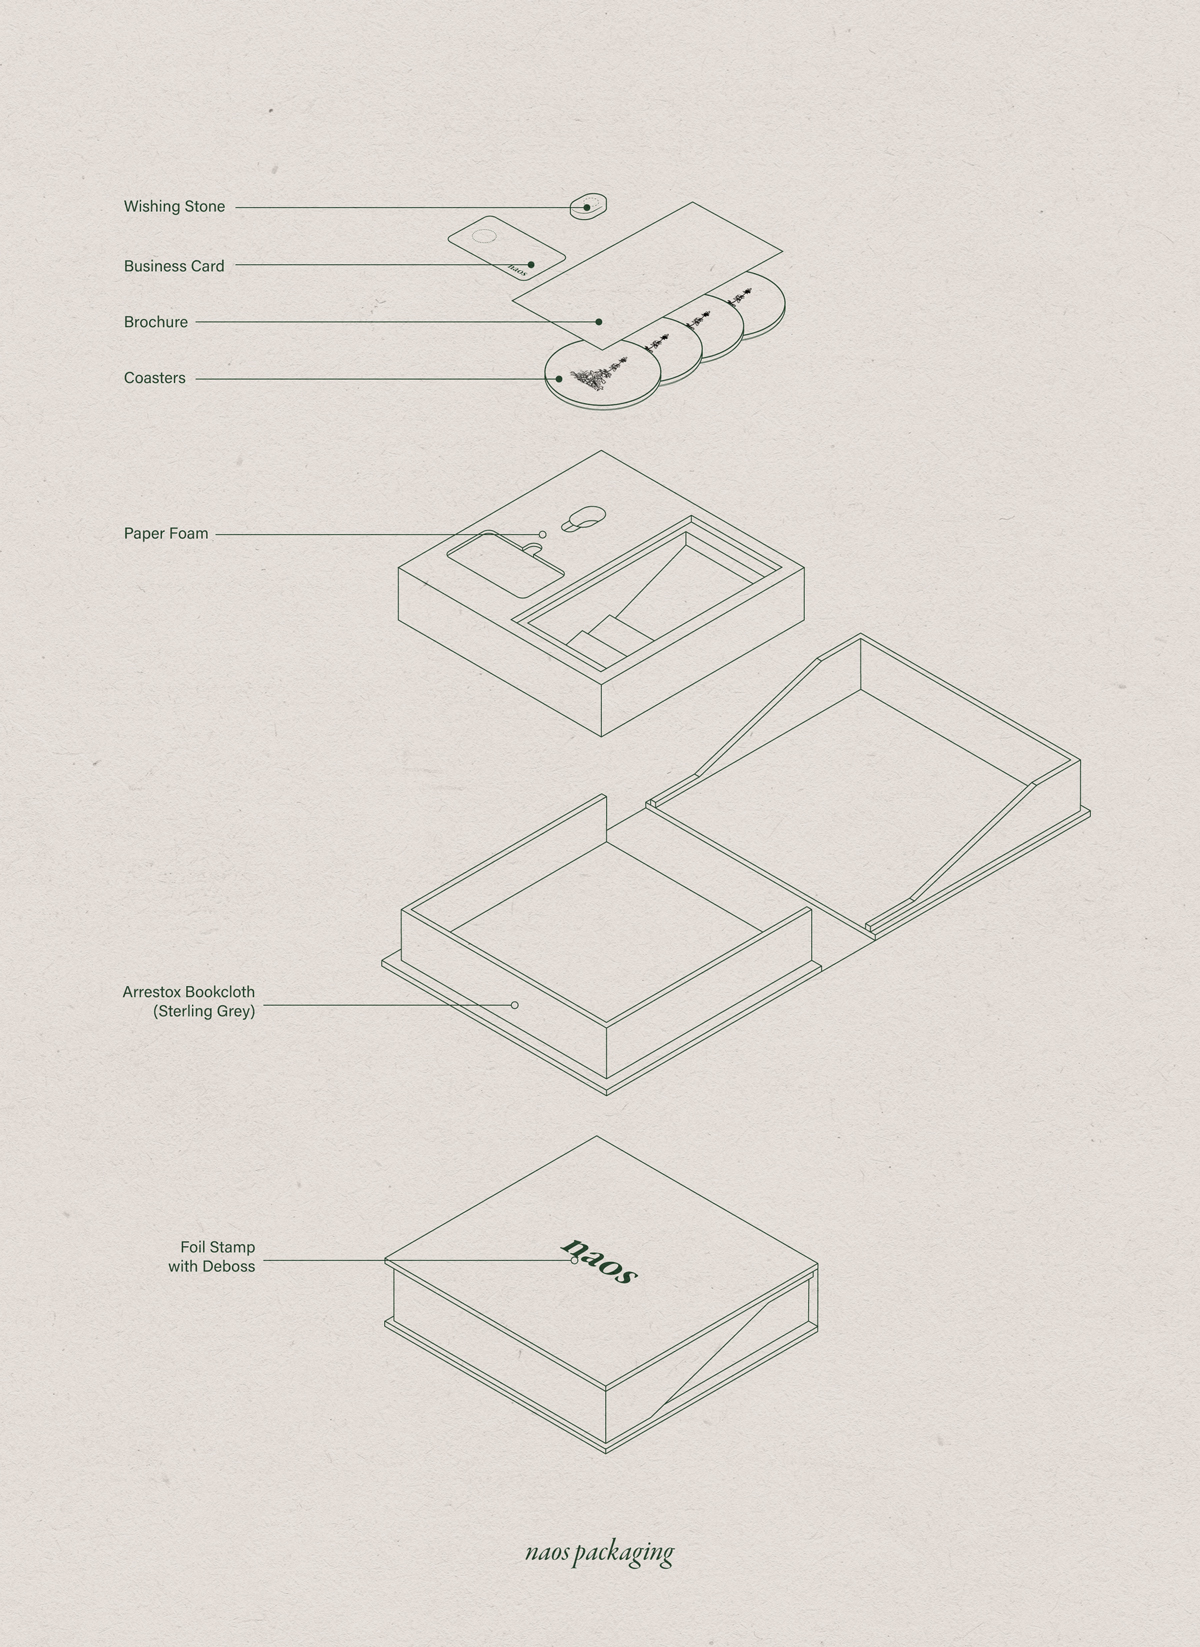 Wishing Stone
Business Card
naos
Brochure
Coasters
Paper Foam
Arrestox Bookcloth
(Sterling Grey)
Foil Stamp
with Deboss
naos
naos packaging